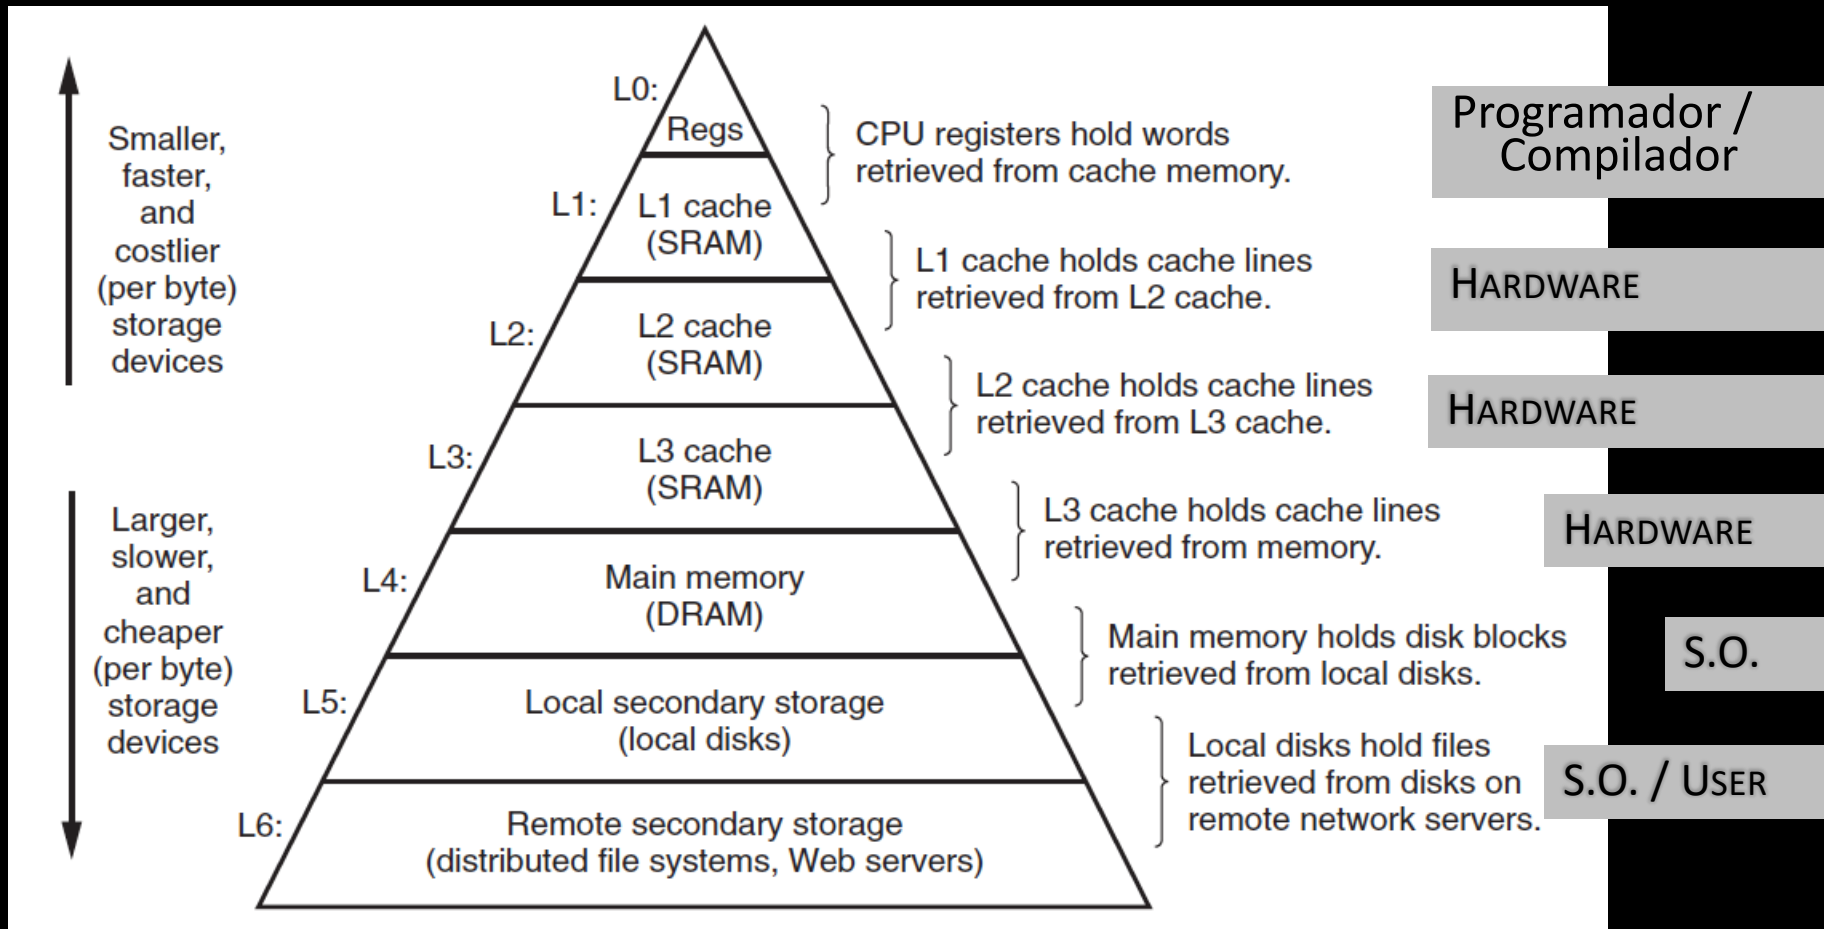 L0:
Regs
CPU registers hold words
retrieved from cache memory.
Programador /
Compilador
Smaller,
faster,
and
costlier
(per byte)
storage
devices
L1:
L1 cache
(SRAM)
L1 cache holds cache lines
retrieved from L2 cache.
HARDWARE
L2:
L2 cache
(SRAM)
L2 cache holds cache lines
retrieved from L3 cache.
HARDWARE
L3:
L3 cache
(SRAM)
L3 cache holds cache lines
retrieved from memory.
HARDWARE
Larger,
slower,
and
cheaper
(per byte)
storage
devices
L4:
Main memory
(DRAM)
Main memory holds disk blocks
retrieved from local disks.
S.O.
L5:
Local secondary storage
(local disks)
Local disks hold files
retrieved from disks on
remote network servers.
S.O. / USER
L6:
Remote secondary storage
(distributed file systems, Web servers)